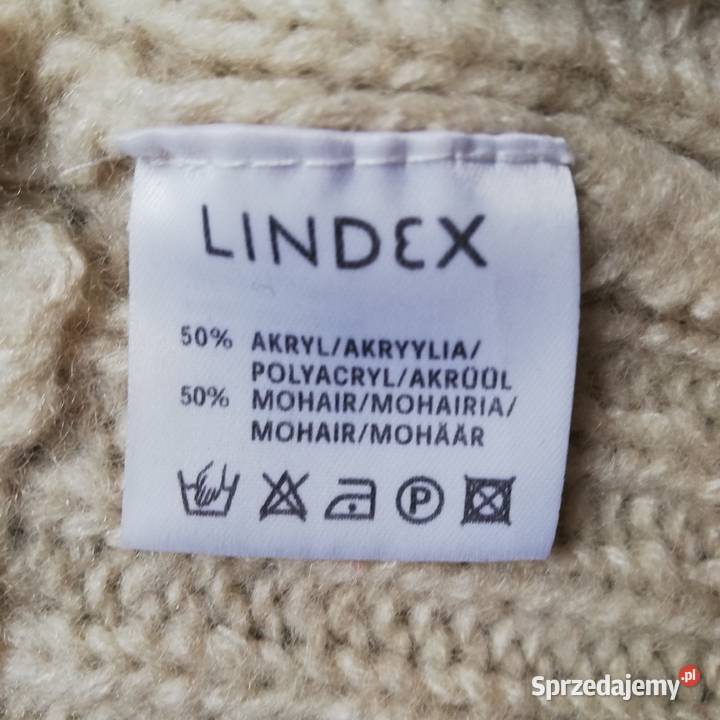 LINDEX
50% AKRYL/AKRYYLIA/
POLYACRYL/AKRÜÜL
50% MOHAIR/MOHAIRIA/
MOHAIR/MOHÄÄR
P
Sprzedajemy.pl